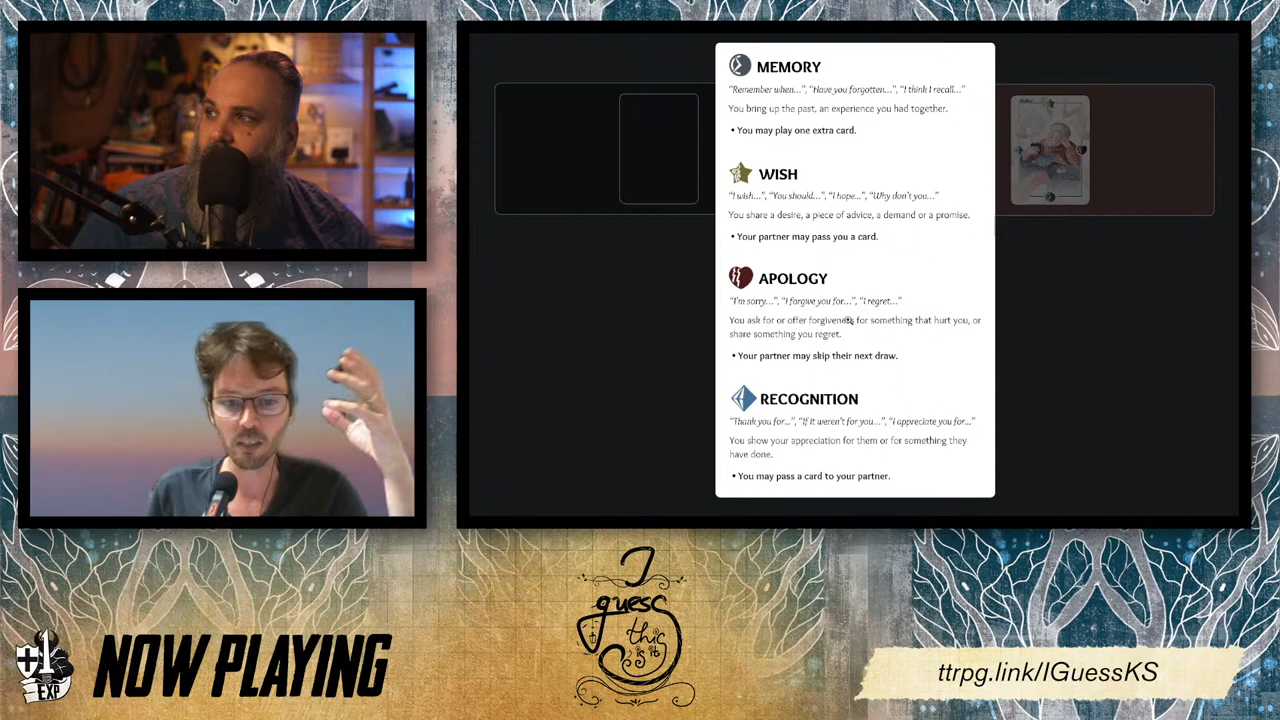 MEMORY
“Remember when...”, “Have you forgotten...”, “I think I recall...”
You bring up the past, an experience you had together.
• You may play one extra card.
WISH
“I wish...”, “You should...”, “I hope...”, “Why don’t you...”
You share a desire, a piece of advice, a demand or a promise.
• Your partner may pass you a card.
APOLOGY
“I’m sorry...”, “I forgive you for...”, “I regret...”
You ask for or offer forgiveness for something that hurt you, or
share something you regret.
• Your partner may skip their next draw.
RECOGNITION
“Thank you for...”, “If it weren’t for you...”, “I appreciate you for...”
You show your appreciation for them or for something they
have done.
• You may pass a card to your partner.
+1
EXP
NOW PLAYING
I
guess
this
is it
ttrpg.link/IGuessKS